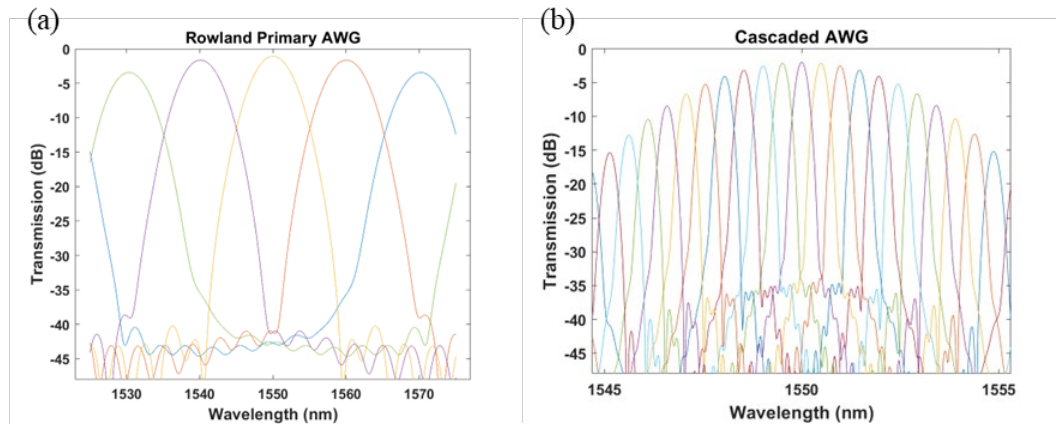 (a)
Rowland Primary AWG
0
-5
-10
-15
-20
-25
-30
-35
-40
-45
Transmission (dB)
1530 1540 1550 1560 1570
Wavelength (nm)
(b)
Cascaded AWG
0
-5
-10
-15
-20
-25
-30
-35
-40
-45
Transmission (dB)
1545 1550 1555
Wavelength (nm)